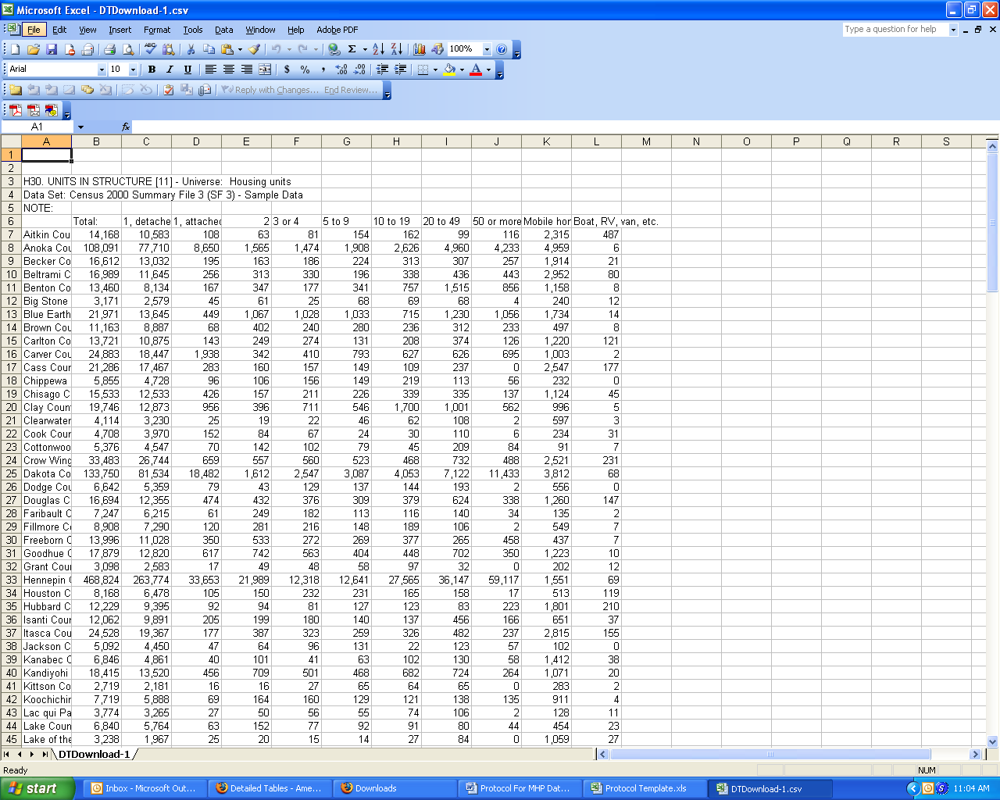 Microsoft Excel - DTDownload-1.csv
File Edit View Insert Format Tools Data Window Help Adobe PDF
Type a question for help
100%
Arial 10 B I U $ % ,
Reply with Changes... End Review...
A1 fx
A B C D E F G H I J K L M N O P Q R S
1
2
3 H30. UNITS IN STRUCTURE [11] - Universe: Housing units
4 Data Set: Census 2000 Summary File 3 (SF 3) - Sample Data
5 NOTE:
6 Total: 1, detache 1, attached 2 3 or 4 5 to 9 10 to 19 20 to 49 50 or more Mobile hor Boat, RV, van, etc.
7 Aitkin Cou 14,168 10,583 108 63 81 154 162 99 116 2,315 487
8 Anoka Cou 108,091 77,710 8,650 1,565 1,474 1,908 2,626 4,960 4,233 4,959 6
9 Becker Co 16,612 13,032 195 163 186 224 313 307 257 1,914 21
10 Beltrami C 16,989 11,645 256 313 330 196 338 436 443 2,952 80
11 Benton Co 13,460 8,134 167 347 177 341 757 1,515 856 1,158 8
12 Big Stone 3,171 2,579 45 61 25 68 69 68 4 240 12
13 Blue Earth 21,971 13,645 449 1,067 1,028 1,033 715 1,230 1,056 1,734 14
14 Brown Cou 11,163 8,887 68 402 240 280 236 312 233 497 8
15 Carlton Co 13,721 10,875 143 249 274 131 208 374 126 1,220 121
16 Carver Cou 24,883 18,447 1,938 342 410 793 627 626 695 1,003 2
17 Cass Cour 21,286 17,467 283 160 157 149 109 237 0 2,547 177
18 Chippewa 5,855 4,728 96 106 156 149 219 113 56 232 0
19 Chisago C 15,533 12,533 426 157 211 226 339 335 137 1,124 45
20 Clay Coun 19,746 12,873 956 396 711 546 1,700 1,001 562 996 5
21 Clearwater 4,114 3,230 25 19 22 46 62 108 2 597 3
22 Cook Cour 4,708 3,970 152 84 67 24 30 110 6 234 31
23 Cottonwoo 5,376 4,547 70 142 102 79 45 209 84 91 7
24 Crow Wing 33,483 26,744 659 557 560 523 468 732 488 2,521 231
25 Dakota Co 133,750 81,534 18,482 1,612 2,547 3,087 4,053 7,122 11,433 3,812 68
26 Dodge Cou 6,642 5,359 79 43 129 137 144 193 2 556 0
27 Douglas C 16,694 12,355 474 432 376 309 379 624 338 1,260 147
28 Faribault C 7,247 6,215 61 249 182 113 116 140 34 135 2
29 Fillmore C 8,908 7,290 120 281 216 148 189 106 2 549 7
30 Freeborn C 13,996 11,028 350 533 272 269 377 265 458 437 7
31 Goodhue C 17,879 12,820 617 742 563 404 448 702 350 1,223 10
32 Grant Cou 3,098 2,583 17 49 48 58 97 32 0 202 12
33 Hennepin C 468,824 263,774 33,653 21,989 12,318 12,641 27,565 36,147 59,117 1,551 69
34 Houston C 8,168 6,478 105 150 232 231 165 158 17 513 119
35 Hubbard C 12,229 9,395 92 94 81 127 123 83 223 1,801 210
36 Isanti Cour 12,062 9,891 205 199 180 140 137 456 166 651 37
37 Itasca Cou 24,528 19,367 177 387 323 259 326 482 237 2,815 155
38 Jackson C 5,092 4,450 47 64 96 131 22 123 57 102 0
39 Kanabec C 6,846 4,861 40 101 41 63 102 130 58 1,412 38
40 Kandiyohi 18,415 13,520 456 709 501 468 682 724 264 1,071 20
41 Kittson Co 2,719 2,181 16 16 27 65 64 65 0 283 2
42 Koochichir 7,719 5,888 69 164 160 129 121 138 135 911 4
43 Lac qui Pa 3,774 3,265 27 50 56 55 74 106 2 128 11
44 Lake Coun 6,840 5,764 63 152 77 92 91 80 44 454 23
45 Lake of the 3,238 1,967 25 20 15 14 27 84 0 1,059 27
DTDownload-1
Ready NUM
start Inbox - Microsoft Out... Detailed Tables - Ame... Downloads Protocol For MHP Dat... Protocol Template.xls DTDownload-1.csv 11:04 AM